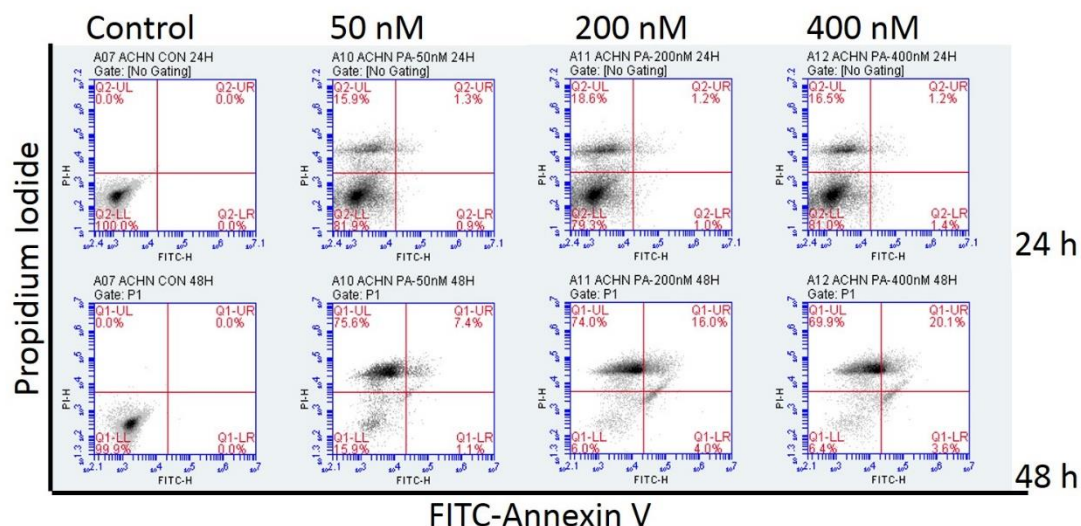 Control 50 nM 200 nM 400 nM
A07 ACHN CON 24H A10 ACHN PA-50nM 24H A11 ACHN PA-200nM 24H A12 ACHN PA-400nM 24H
Gate: [No Gating] Gate: [No Gating] Gate: [No Gating] Gate: [No Gating]
Q2-UL Q2-UR Q2-UL Q2-UR Q2-UL Q2-UR Q2-UL Q2-UR
0.0% 0.0% 15.9% 1.3% 18.6% 1.2% 16.5% 1.2%
PI-H PI-H PI-H PI-H
Q2-LL Q2-LR Q2-LL Q2-LR Q2-LL Q2-LR Q2-LL Q2-LR
100.0% 0.0% 81.9% 0.9% 79.3% 1.0% 81.0% 1.4%
FITC-H FITC-H FITC-H FITC-H
24 h
Propidium Iodide
A07 ACHN CON 48H A10 ACHN PA-50nM 48H A11 ACHN PA-200nM 48H A12 ACHN PA-400nM 48H
Gate: P1 Gate: P1 Gate: P1 Gate: P1
Q1-UL Q1-UR Q1-UL Q1-UR Q1-UL Q1-UR Q1-UL Q1-UR
0.0% 0.0% 75.6% 7.4% 74.0% 16.0% 69.9% 20.1%
PI-H PI-H PI-H PI-H
Q1-LL Q1-LR Q1-LL Q1-LR Q1-LL Q1-LR Q1-LL Q1-LR
99.9% 0.0% 15.9% 1.1% 6.0% 4.0% 6.4% 3.6%
FITC-H FITC-H FITC-H FITC-H
48 h
FITC-Annexin V